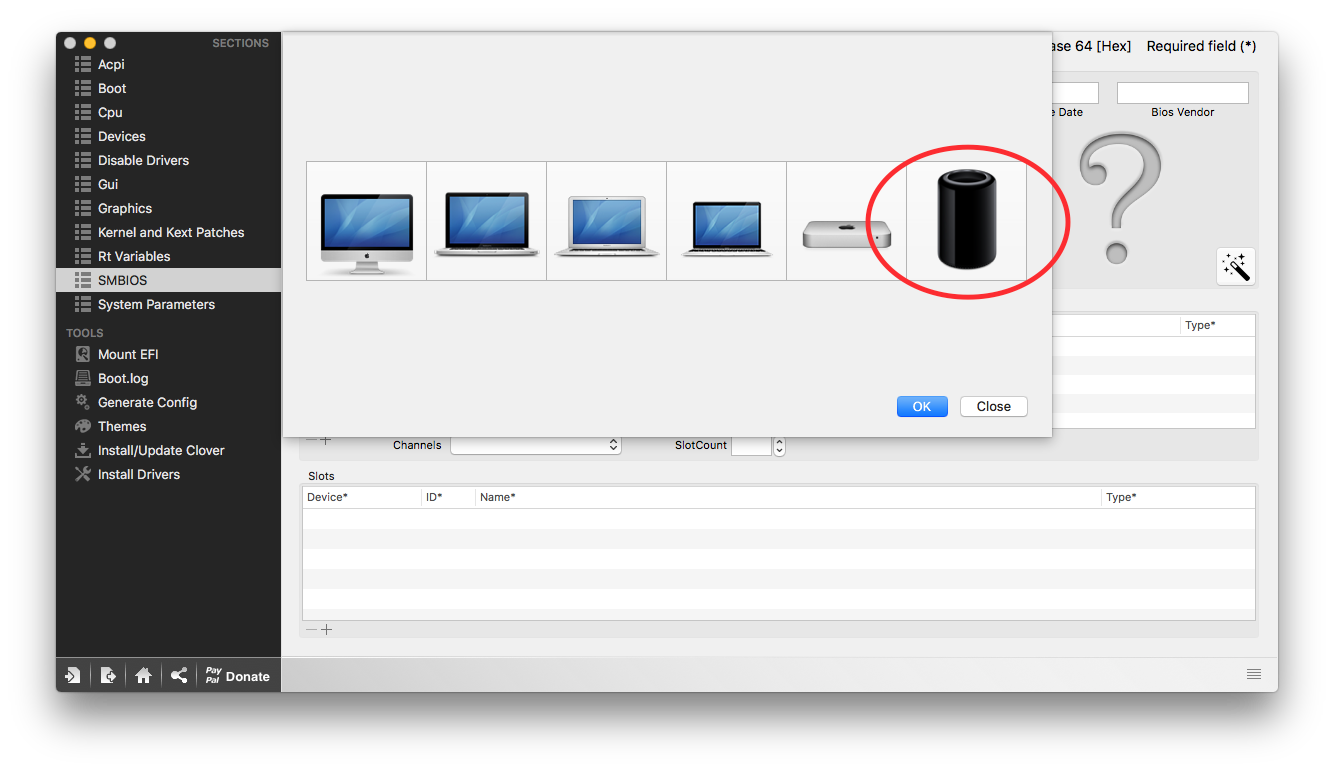 SECTIONS
Acpi
Boot
Cpu
Devices
Disable Drivers
Gui
Graphics
Kernel and Kext Patches
Rt Variables
SMBIOS
System Parameters
TOOLS
Mount EFI
Boot.log
Generate Config
Themes
Install/Update Clover
Install Drivers
Pay
Pal Donate
OK Close
ase 64 [Hex] Required field (*)
e Date Bios Vendor
Type*
Channels SlotCount
Slots
Device* ID* Name* Type*